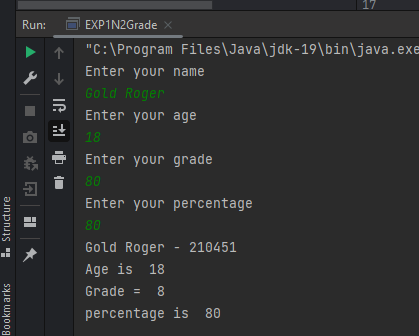 17
Run: EXP1N2Grade ×
"C:\Program Files\Java\jdk-19\bin\java.exe
Enter your name
Gold Roger
Enter your age
18
Enter your grade
80
Enter your percentage
80
Gold Roger - 210451
Age is  18
Grade =  8
percentage is  80
Structure
Bookmarks